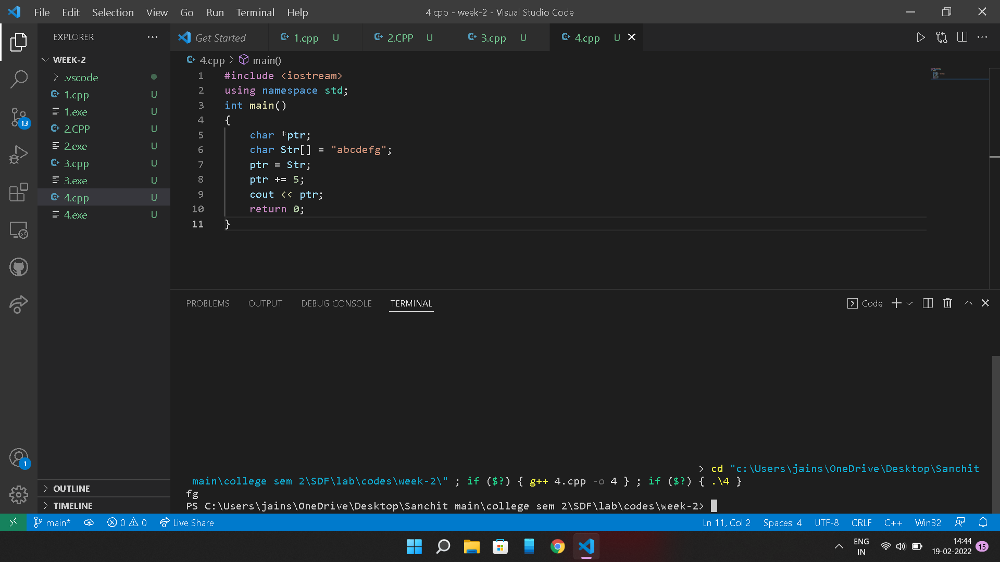 File Edit Selection View Go Run Terminal Help
4.cpp - week-2 - Visual Studio Code
EXPLORER
Get Started
1.cpp U
2.CPP U
3.cpp U
4.cpp U
WEEK-2
.vscode
1.cpp U
1.exe U
2.CPP U
2.exe U
3.cpp U
3.exe U
4.cpp U
4.exe U
13
1
OUTLINE
TIMELINE
4.cpp > main()
1 #include <iostream>
2 using namespace std;
3 int main()
4 {
5 char *ptr;
6 char Str[] = "abcdefg";
7 ptr = Str;
8 ptr += 5;
9 cout << ptr;
10 return 0;
11 }
PROBLEMS OUTPUT DEBUG CONSOLE TERMINAL
Code
> cd "c:\Users\jains\OneDrive\Desktop\Sanchit
main\college sem 2\SDF\lab\codes\week-2\" ; if ($?) { g++ 4.cpp -o 4 } ; if ($?) { .\4 }
fg
PS C:\Users\jains\OneDrive\Desktop\Sanchit main\college sem 2\SDF\lab\codes\week-2>
main* 0 0 Live Share
Ln 11, Col 2 Spaces: 4 UTF-8 CRLF C++ Win32
ENG
IN
14:44
19-02-2022
15